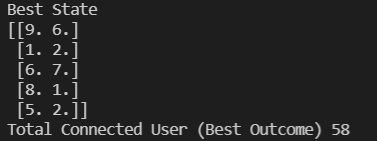 Best State
[[9. 6.]
 [1. 2.]
 [6. 7.]
 [8. 1.]
 [5. 2.]]
Total Connected User (Best Outcome) 58